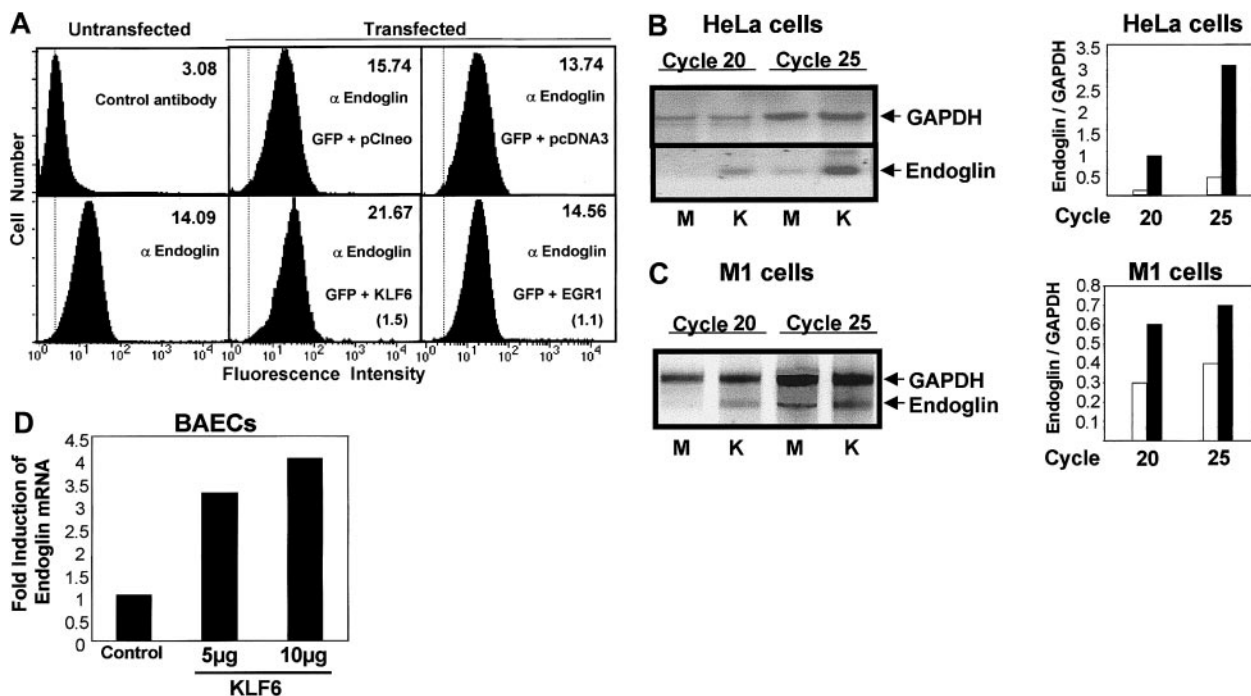 A
Untransfected
Transfected
3.08
Control antibody
15.74
α Endoglin
GFP + pCIneo
13.74
α Endoglin
GFP + pcDNA3
14.09
α Endoglin
21.67
α Endoglin
GFP + KLF6
(1.5)
14.56
α Endoglin
GFP + EGR1
(1.1)
Cell Number
10⁰ 10¹ 10² 10³ 10⁴
10⁰ 10¹ 10² 10³ 10⁴
10⁰ 10¹ 10² 10³ 10⁴
Fluorescence Intensity
B
HeLa cells
Cycle 20 Cycle 25
GAPDH
Endoglin
M K M K
HeLa cells
Endoglin / GAPDH
3.5
3
2.5
2
1.5
1
0.5
Cycle 20 25
C
M1 cells
Cycle 20 Cycle 25
GAPDH
Endoglin
M K M K
M1 cells
Endoglin / GAPDH
0.8
0.7
0.6
0.5
0.4
0.3
0.2
0.1
Cycle 20 25
D
BAECs
Fold Induction of
Endoglin mRNA
4.5
4
3.5
3
2.5
2
1.5
1
0.5
0
Control 5µg 10µg
KLF6